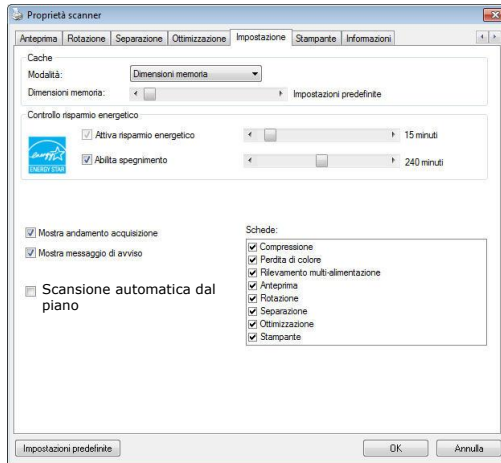 Proprietà scanner
Anteprima Rotazione Separazione Ottimizzazione Impostazione Stampante Informazioni
Cache
Modalità: Dimensioni memoria
Dimensioni memoria: Impostazioni predefinite
Controllo risparmio energetico
Attiva risparmio energetico 15 minuti
energy
ENERGY STAR
Abilita spegnimento 240 minuti
Mostra andamento acquisizione
Mostra messaggio di avviso
Scansione automatica dal
piano
Schede:
Compressione
Perdita di colore
Rilevamento multi-alimentazione
Anteprima
Rotazione
Separazione
Ottimizzazione
Stampante
Impostazioni predefinite OK Annulla